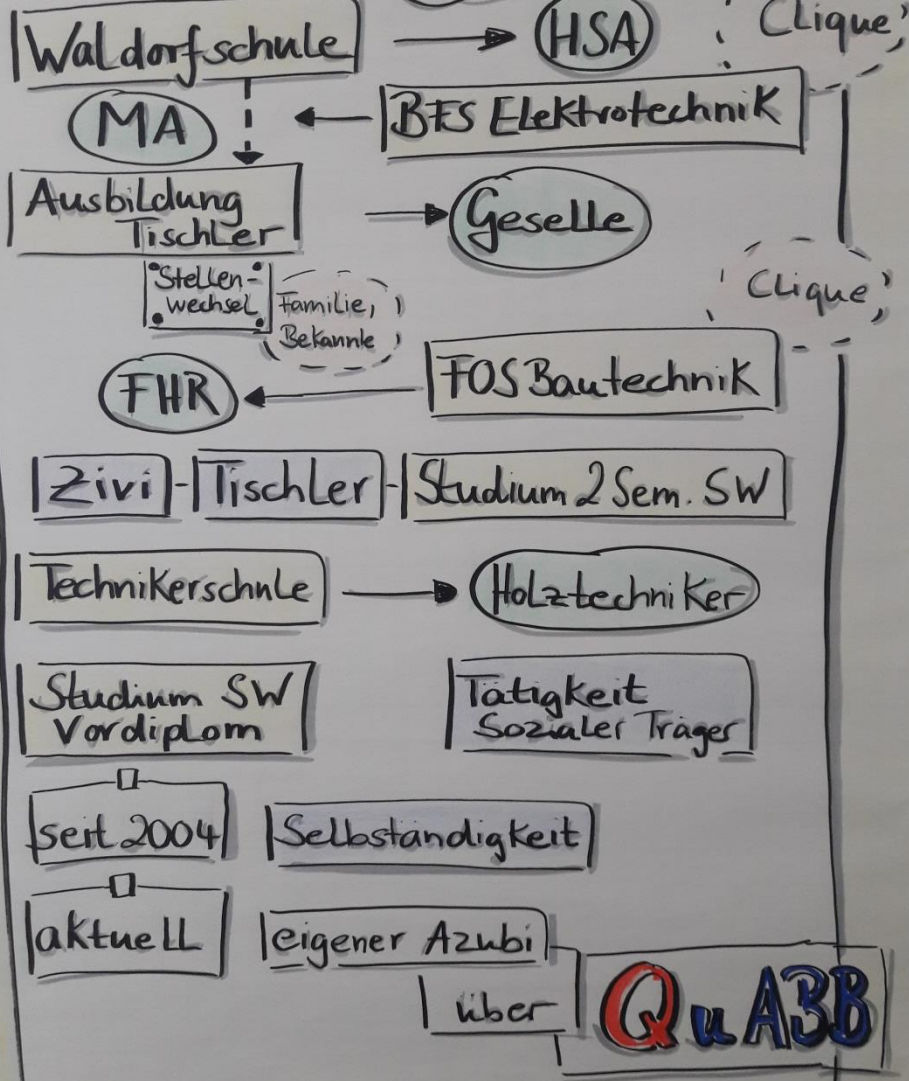 Waldorfschule
HSA
Clique,
MA
BFS Elektrotechnik
Ausbildung
Tischler
Geselle
Stellen-
wechsel
Familie,
Bekannte
Clique,
FHR
FOS Bautechnik
Zivi - Tischler - Studium 2 Sem. SW
Technikerschule
Holztechniker
Studium SW
Vordiplom
Tätigkeit
Sozialer Träger
seit 2004
Selbständigkeit
aktuell
eigener Azubi
über
QuABB